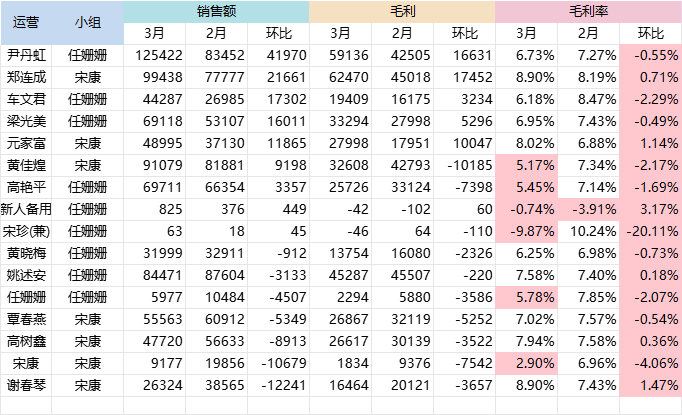 运营 小组 销售额 毛利 毛利率
3月 2月 环比 3月 2月 环比 3月 2月 环比
尹丹虹 任姗姗 125422 83452 41970 59136 42505 16631 6.73% 7.27% -0.55%
郑连成 宋康 99438 77777 21661 62470 45018 17452 8.90% 8.19% 0.71%
车文君 任姗姗 44287 26985 17302 19409 16175 3234 6.18% 8.47% -2.29%
梁光美 任姗姗 69118 53107 16011 33294 27998 5296 6.95% 7.43% -0.49%
元家富 宋康 48995 37130 11865 27998 17951 10047 8.02% 6.88% 1.14%
黄佳煌 宋康 91079 81881 9198 32608 42793 -10185 5.17% 7.34% -2.17%
高艳平 任姗姗 69711 66354 3357 25726 33124 -7398 5.45% 7.14% -1.69%
新人备用 任姗姗 825 376 449 -42 -102 60 -0.74% -3.91% 3.17%
宋珍(兼) 任姗姗 63 18 45 -46 64 -110 -9.87% 10.24% -20.11%
黄晓梅 任姗姗 31999 32911 -912 13754 16080 -2326 6.25% 6.98% -0.73%
姚述安 任姗姗 84471 87604 -3133 45287 45507 -220 7.58% 7.40% 0.18%
任姗姗 任姗姗 5977 10484 -4507 2294 5880 -3586 5.78% 7.85% -2.07%
覃春燕 宋康 55563 60912 -5349 26867 32119 -5252 7.02% 7.57% -0.54%
高树鑫 宋康 47720 56633 -8913 26617 30139 -3522 7.94% 7.58% 0.36%
宋康 宋康 9177 19856 -10679 1834 9376 -7542 2.90% 6.96% -4.06%
谢春琴 宋康 26324 38565 -12241 16464 20121 -3657 8.90% 7.43% 1.47%